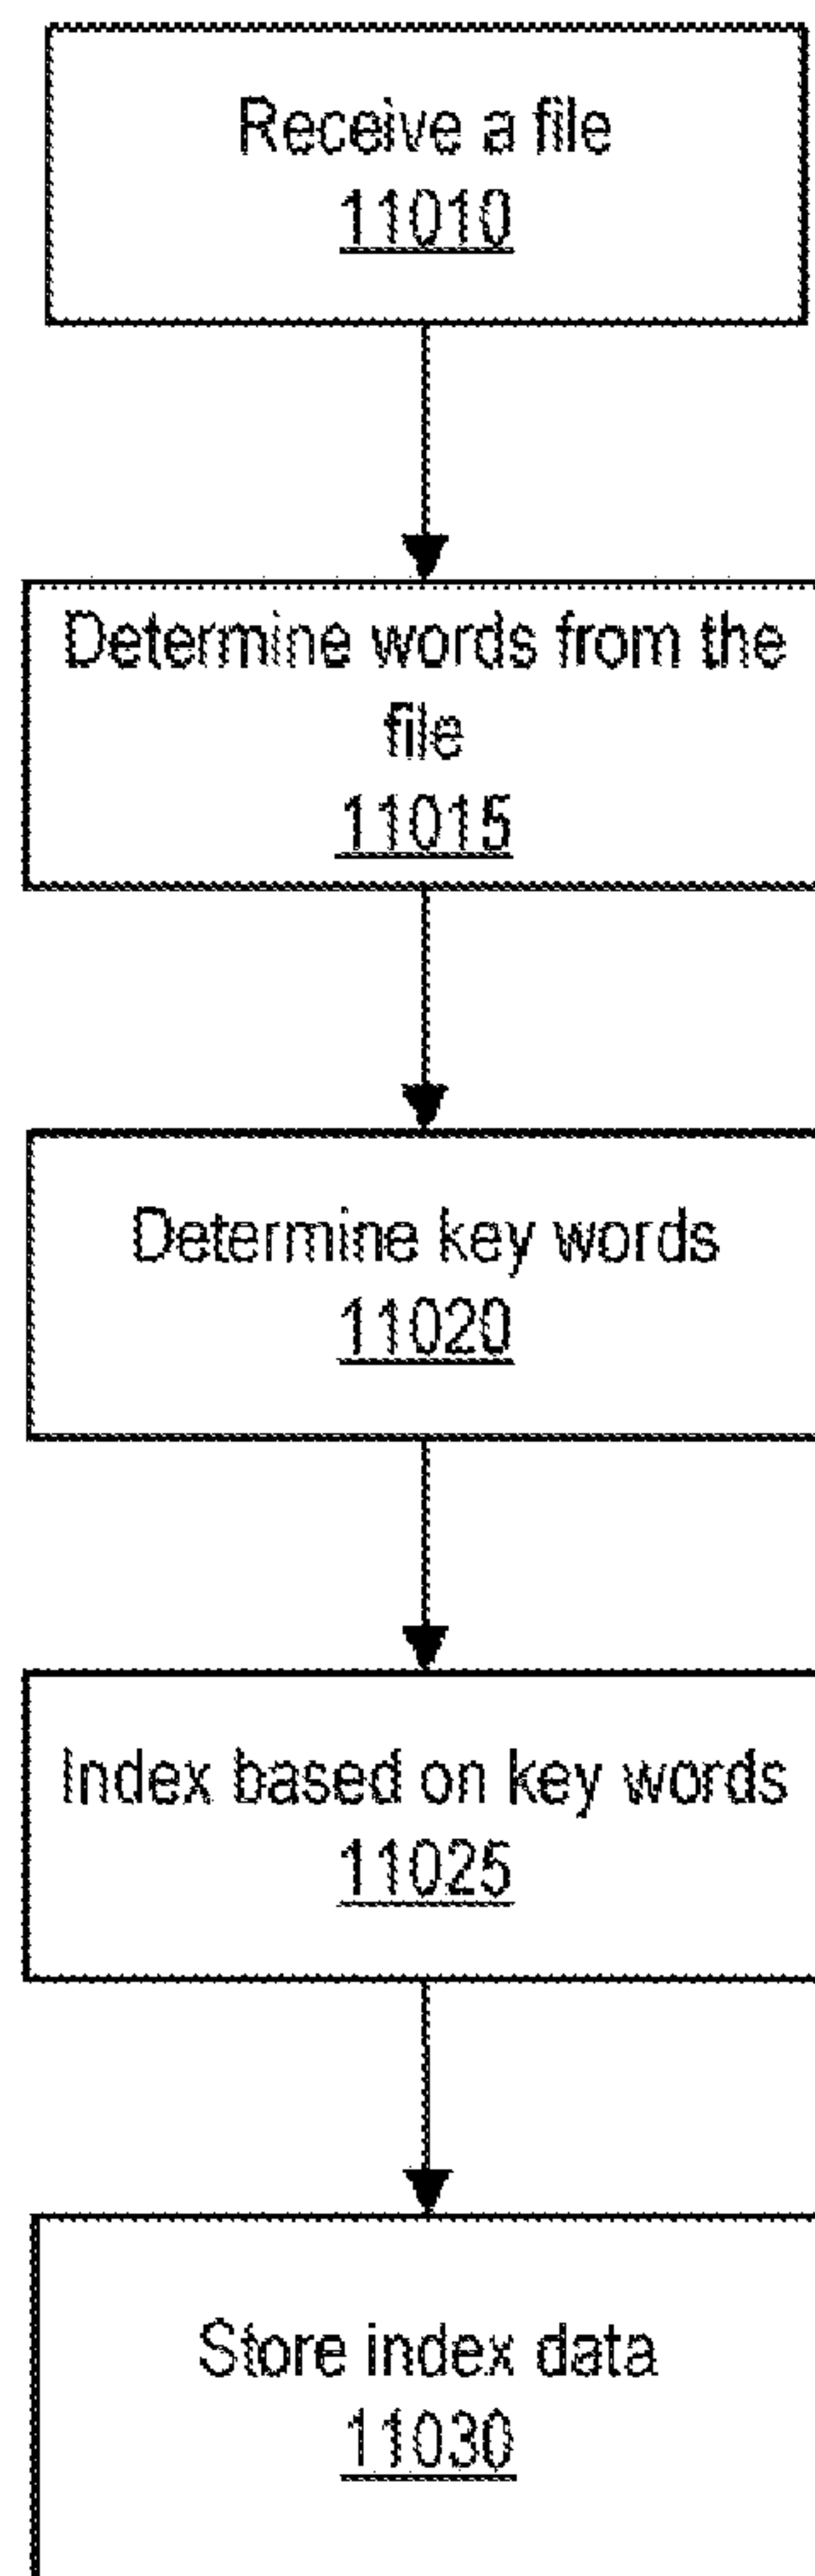 Receive a file
11010
Determine words from the
file
11015
Determine key words
11020
Index based on key words
11025
Store index data
11030